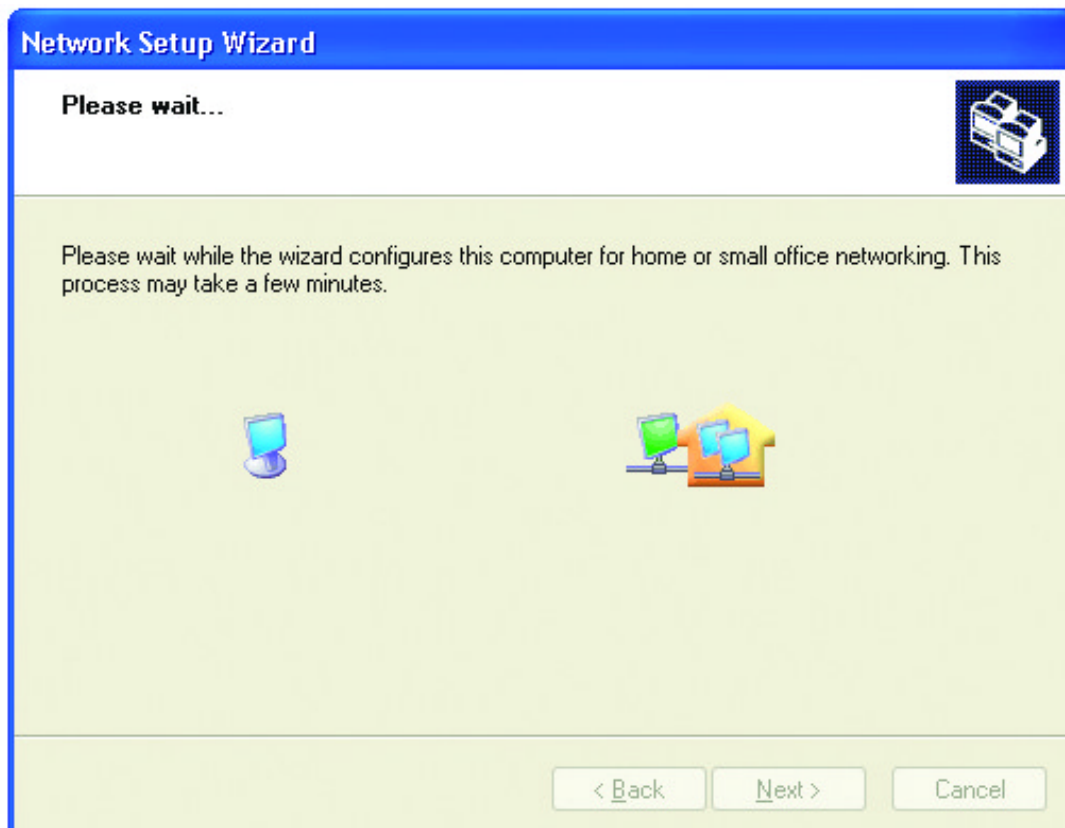 Network Setup Wizard
Please wait...
Please wait while the wizard configures this computer for home or small office networking. This
process may take a few minutes.
< Back
Next >
Cancel